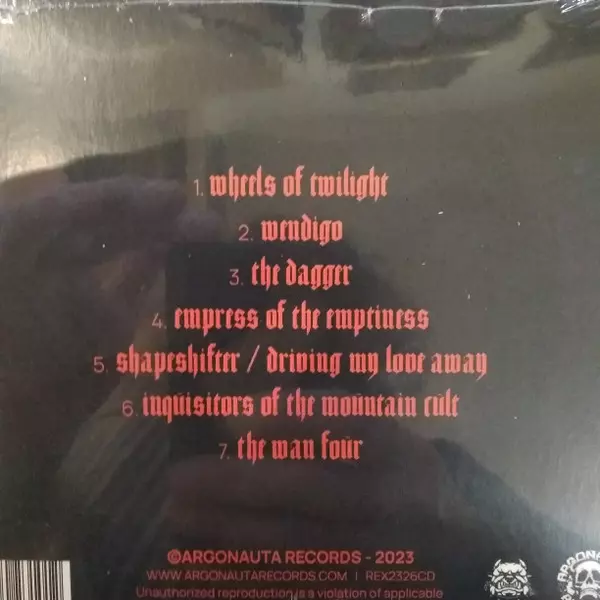 1. wheels of twilight
2. wendigo
3. the dagger
4. empress of the emptiness
5. shapeshifter / driving my love away
6. inquisitors of the mountain cult
7. the wan four
©ARGONAUTA RECORDS - 2023
WWW.ARGONAUTARECORDS.COM | REX2326CD
Unauthorized reproduction is a violation of applicable